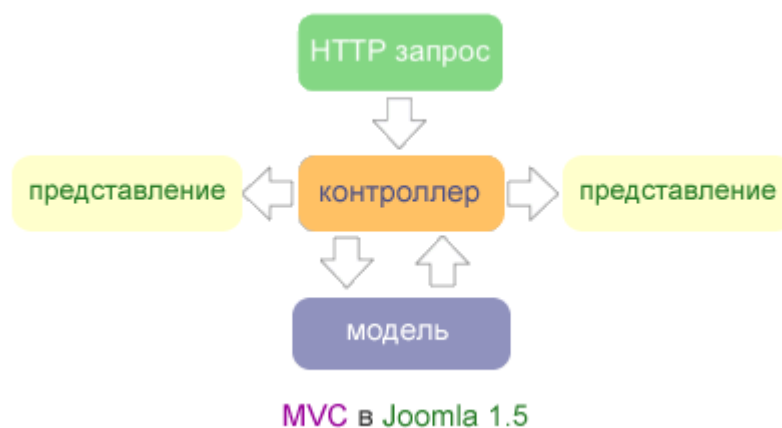 HTTP запрос
представление
контроллер
представление
модель
MVC в Joomla 1.5